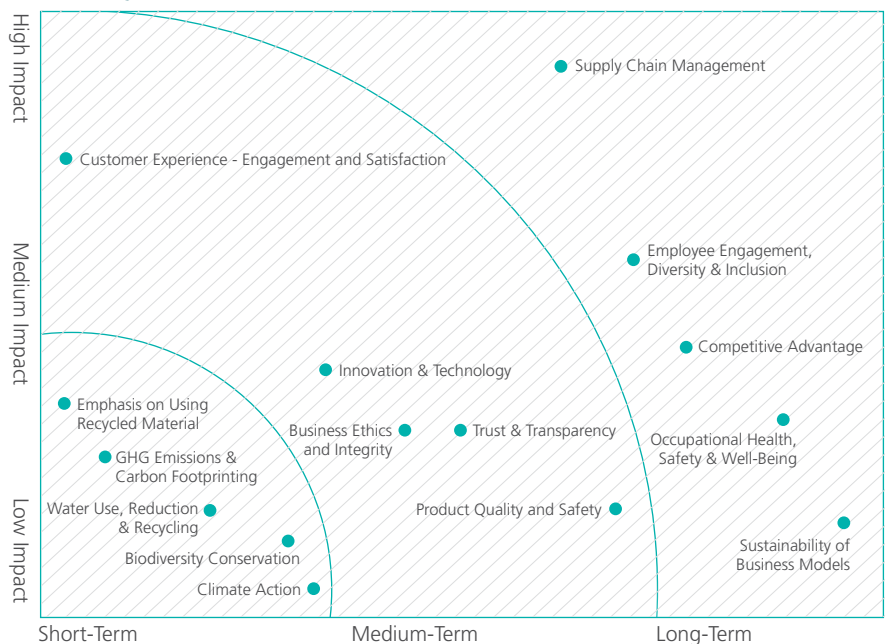 High Impact
Medium Impact
Low Impact
Supply Chain Management
Customer Experience - Engagement and Satisfaction
Employee Engagement,
Diversity & Inclusion
Competitive Advantage
Innovation & Technology
Emphasis on Using
Recycled Material
Business Ethics
and Integrity
Trust & Transparency
Occupational Health,
Safety & Well-Being
GHG Emissions &
Carbon Footprinting
Water Use, Reduction
& Recycling
Product Quality and Safety
Biodiversity Conservation
Sustainability of
Business Models
Climate Action
Short-Term
Medium-Term
Long-Term